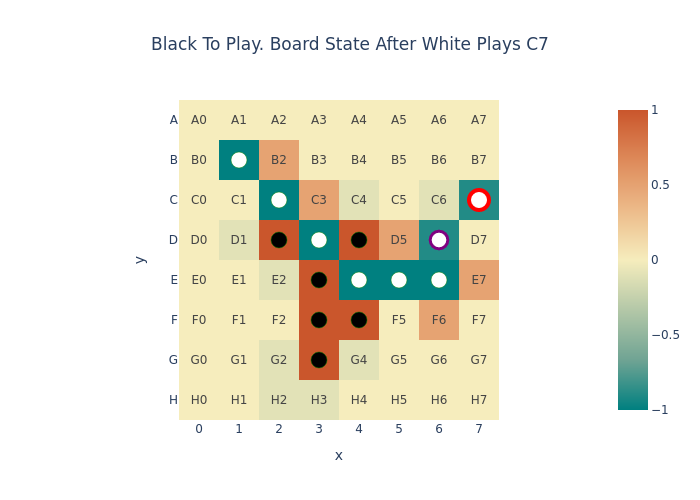 Black To Play. Board State After White Plays C7
A A0 A1 A2 A3 A4 A5 A6 A7
B B0 B2 B3 B4 B5 B6 B7
C C0 C1 C3 C4 C5 C6
D D0 D1 D5 D7
E E0 E1 E2 E7
F F0 F1 F2 F5 F6 F7
G G0 G1 G2 G4 G5 G6 G7
H H0 H1 H2 H3 H4 H5 H6 H7
0 1 2 3 4 5 6 7
x
y
1
0.5
0
−0.5
−1